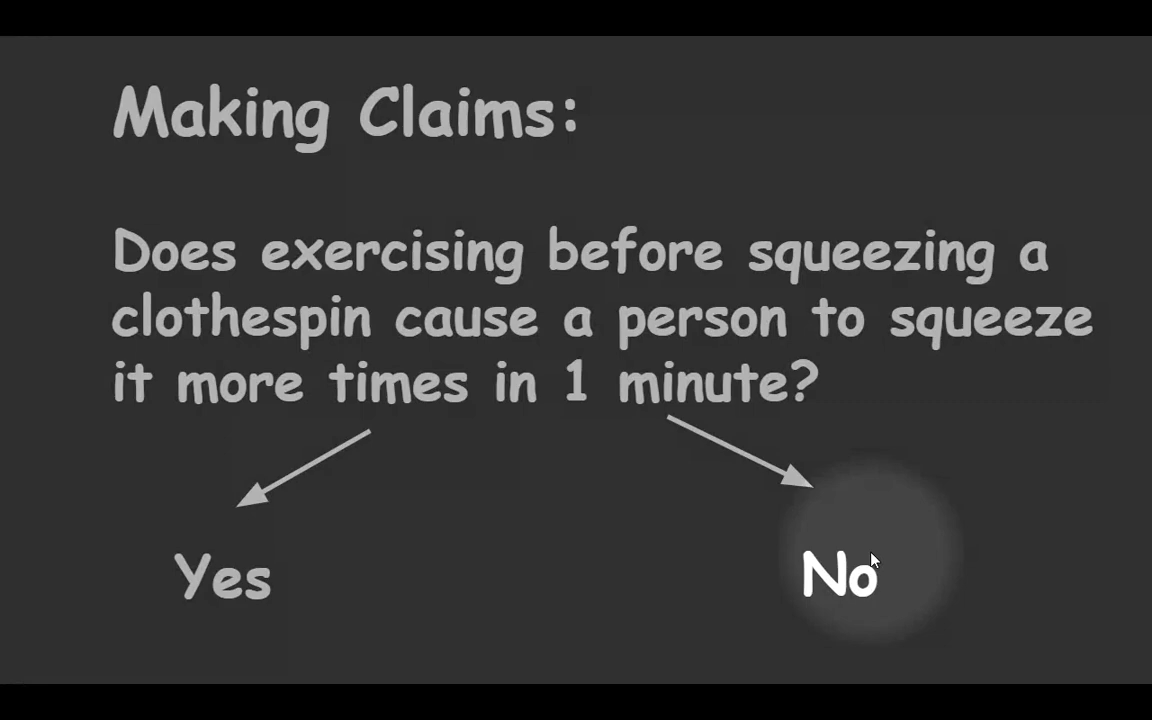 Making Claims:
Does exercising before squeezing a
clothespin cause a person to squeeze
it more times in 1 minute?
Yes
No